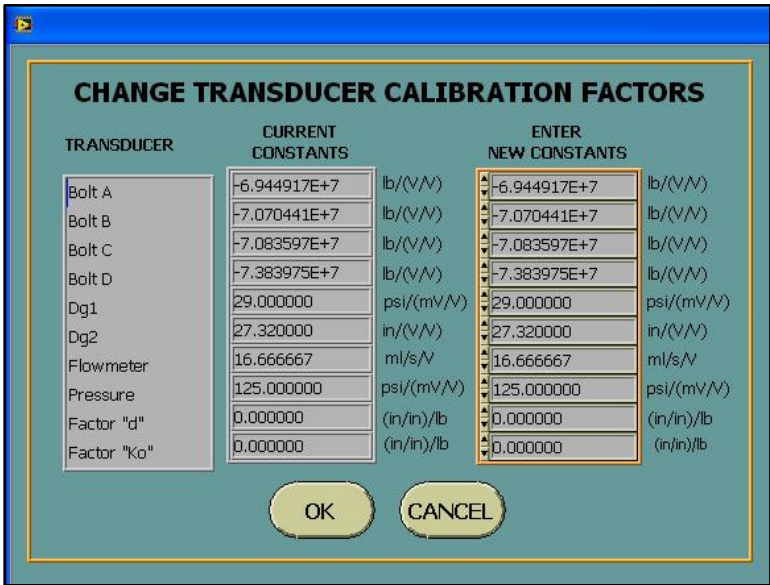 CHANGE TRANSDUCER CALIBRATION FACTORS
TRANSDUCER
CURRENT
CONSTANTS
ENTER
NEW CONSTANTS
Bolt A -6.944917E+7 lb/(V/V) -6.944917E+7 lb/(V/V)
Bolt B -7.070441E+7 lb/(V/V) -7.070441E+7 lb/(V/V)
Bolt C -7.083597E+7 lb/(V/V) -7.083597E+7 lb/(V/V)
Bolt D -7.383975E+7 lb/(V/V) -7.383975E+7 lb/(V/V)
Dg1 29.000000 psi/(mV/V) 29.000000 psi/(mV/V)
Dg2 27.320000 in/(V/V) 27.320000 in/(V/V)
Flowmeter 16.666667 ml/s/V 16.666667 ml/s/V
Pressure 125.000000 psi/(mV/V) 125.000000 psi/(mV/V)
Factor "d" 0.000000 (in/in)/lb 0.000000 (in/in)/lb
Factor "Ko" 0.000000 (in/in)/lb 0.000000 (in/in)/lb
OK CANCEL